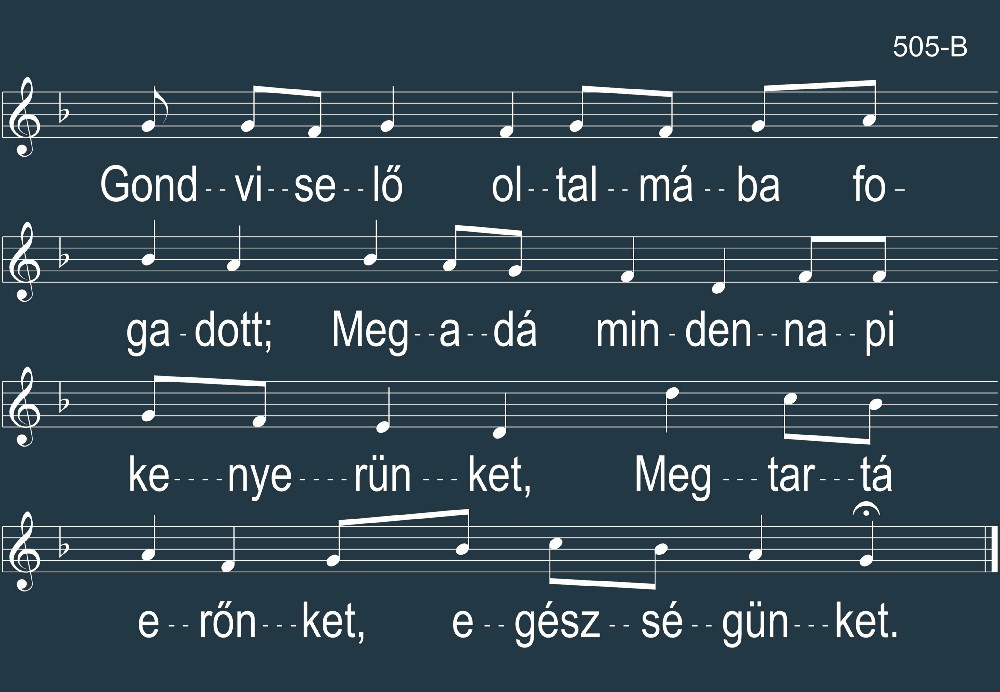 505-B
Gond--vi--se--lő ol--tal--má--ba fo-
ga-dott; Meg--a--dá min-den--na--pi
ke----nye----rün---ket, Meg---tar---tá
e--rőn---ket, e--gész--sé--gün---ket.